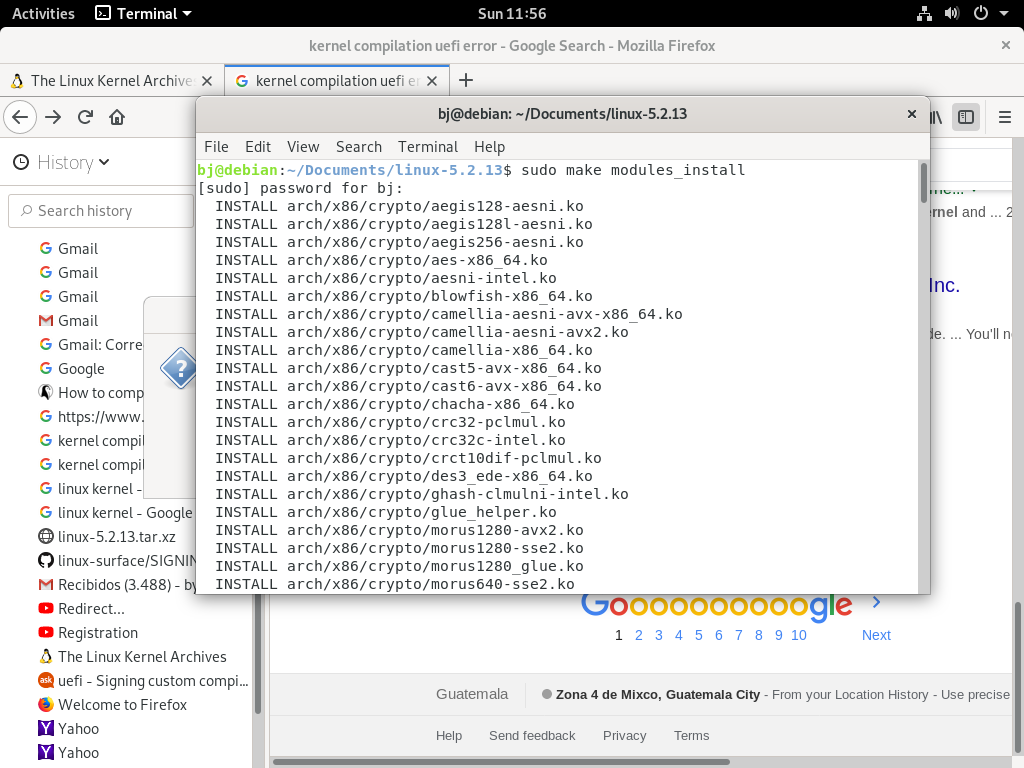 Activities Terminal Sun 11:56
kernel compilation uefi error - Google Search - Mozilla Firefox
The Linux Kernel Archives kernel compilation uefi er
bj@debian: ~/Documents/linux-5.2.13
File Edit View Search Terminal Help
bj@debian:~/Documents/linux-5.2.13$ sudo make modules_install
[sudo] password for bj:
INSTALL arch/x86/crypto/aegis128-aesni.ko
INSTALL arch/x86/crypto/aegis128l-aesni.ko
INSTALL arch/x86/crypto/aegis256-aesni.ko
INSTALL arch/x86/crypto/aes-x86_64.ko
INSTALL arch/x86/crypto/aesni-intel.ko
INSTALL arch/x86/crypto/blowfish-x86_64.ko
INSTALL arch/x86/crypto/camellia-aesni-avx-x86_64.ko
INSTALL arch/x86/crypto/camellia-aesni-avx2.ko
INSTALL arch/x86/crypto/camellia-x86_64.ko
INSTALL arch/x86/crypto/cast5-avx-x86_64.ko
INSTALL arch/x86/crypto/cast6-avx-x86_64.ko
INSTALL arch/x86/crypto/chacha-x86_64.ko
INSTALL arch/x86/crypto/crc32-pclmul.ko
INSTALL arch/x86/crypto/crc32c-intel.ko
INSTALL arch/x86/crypto/crct10dif-pclmul.ko
INSTALL arch/x86/crypto/des3_ede-x86_64.ko
INSTALL arch/x86/crypto/ghash-clmulni-intel.ko
INSTALL arch/x86/crypto/glue_helper.ko
INSTALL arch/x86/crypto/morus1280-avx2.ko
INSTALL arch/x86/crypto/morus1280-sse2.ko
INSTALL arch/x86/crypto/morus1280_glue.ko
INSTALL arch/x86/crypto/morus640-sse2.ko
History
Search history
Gmail
Gmail
Gmail
Gmail
Gmail: Corre
Google
How to comp
https://www.
kernel compil
kernel compil
linux kernel -
linux kernel - Google
linux-5.2.13.tar.xz
linux-surface/SIGNIN
Recibidos (3.488) - by
Redirect...
Registration
The Linux Kernel Archives
uefi - Signing custom compi...
Welcome to Firefox
Yahoo
Yahoo
rnel and ... 2
Inc.
de. ... You'll n
Goooooooooogle
1 2 3 4 5 6 7 8 9 10 Next
Guatemala Zona 4 de Mixco, Guatemala City - From your Location History - Use precise
Help Send feedback Privacy Terms